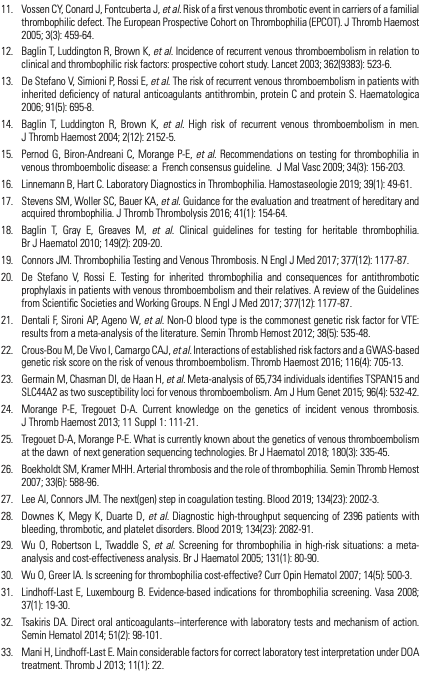 11. Vossen CY, Conard J, Fontcuberta J, et al. Risk of a first venous thrombotic event in carriers of a familial
thrombophilic defect. The European Prospective Cohort on Thrombophilia (EPCOT). J Thromb Haemost
2005; 3(3): 459-64.
12. Baglin T, Luddington R, Brown K, et al. Incidence of recurrent venous thromboembolism in relation to
clinical and thrombophilic risk factors: prospective cohort study. Lancet 2003; 362(9383): 523-6.
13. De Stefano V, Simioni P, Rossi E, et al. The risk of recurrent venous thromboembolism in patients with
inherited deficiency of natural anticoagulants antithrombin, protein C and protein S. Haematologica
2006; 91(5): 695-8.
14. Baglin T, Luddington R, Brown K, et al. High risk of recurrent venous thromboembolism in men.
J Thromb Haemost 2004; 2(12): 2152-5.
15. Pernod G, Biron-Andreani C, Morange P-E, et al. Recommendations on testing for thrombophilia in
venous thromboembolic disease: a French consensus guideline. J Mal Vasc 2009; 34(3): 156-203.
16. Linnemann B, Hart C. Laboratory Diagnostics in Thrombophilia. Hamostaseologie 2019; 39(1): 49-61.
17. Stevens SM, Woller SC, Bauer KA, et al. Guidance for the evaluation and treatment of hereditary and
acquired thrombophilia. J Thromb Thrombolysis 2016; 41(1): 154-64.
18. Baglin T, Gray E, Greaves M, et al. Clinical guidelines for testing for heritable thrombophilia.
Br J Haematol 2010; 149(2): 209-20.
19. Connors JM. Thrombophilia Testing and Venous Thrombosis. N Engl J Med 2017; 377(12): 1177-87.
20. De Stefano V, Rossi E. Testing for inherited thrombophilia and consequences for antithrombotic
prophylaxis in patients with venous thromboembolism and their relatives. A review of the Guidelines
from Scientific Societies and Working Groups. N Engl J Med 2017; 377(12): 1177-87.
21. Dentali F, Sironi AP, Ageno W, et al. Non-O blood type is the commonest genetic risk factor for VTE:
results from a meta-analysis of the literature. Semin Thromb Hemost 2012; 38(5): 535-48.
22. Crous-Bou M, De Vivo I, Camargo CAJ, et al. Interactions of established risk factors and a GWAS-based
genetic risk score on the risk of venous thromboembolism. Thromb Haemost 2016; 116(4): 705-13.
23. Germain M, Chasman DI, de Haan H, et al. Meta-analysis of 65,734 individuals identifies TSPAN15 and
SLC44A2 as two susceptibility loci for venous thromboembolism. Am J Hum Genet 2015; 96(4): 532-42.
24. Morange P-E, Tregouet D-A. Current knowledge on the genetics of incident venous thrombosis.
J Thromb Haemost 2013; 11 Suppl 1: 111-21.
25. Tregouet D-A, Morange P-E. What is currently known about the genetics of venous thromboembolism
at the dawn of next generation sequencing technologies. Br J Haematol 2018; 180(3): 335-45.
26. Boekholdt SM, Kramer MHH. Arterial thrombosis and the role of thrombophilia. Semin Thromb Hemost
2007; 33(6): 588-96.
27. Lee AI, Connors JM. The next(gen) step in coagulation testing. Blood 2019; 134(23): 2002-3.
28. Downes K, Megy K, Duarte D, et al. Diagnostic high-throughput sequencing of 2396 patients with
bleeding, thrombotic, and platelet disorders. Blood 2019; 134(23): 2082-91.
29. Wu O, Robertson L, Twaddle S, et al. Screening for thrombophilia in high-risk situations: a meta-
analysis and cost-effectiveness analysis. Br J Haematol 2005; 131(1): 80-90.
30. Wu O, Greer IA. Is screening for thrombophilia cost-effective? Curr Opin Hematol 2007; 14(5): 500-3.
31. Lindhoff-Last E, Luxembourg B. Evidence-based indications for thrombophilia screening. Vasa 2008;
37(1): 19-30.
32. Tsakiris DA. Direct oral anticoagulants--interference with laboratory tests and mechanism of action.
Semin Hematol 2014; 51(2): 98-101.
33. Mani H, Lindhoff-Last E. Main considerable factors for correct laboratory test interpretation under DOA
treatment. Thromb J 2013; 11(1): 22.